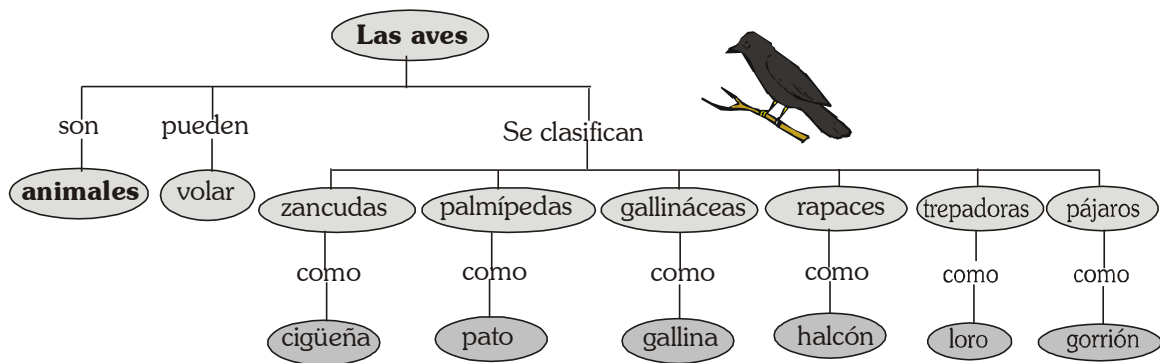 Las aves
son
pueden
Se clasifican
animales
volar
zancudas
palmípedas
gallináceas
rapaces
trepadoras
pájaros
como
como
como
como
como
como
cigüeña
pato
gallina
halcón
loro
gorrión